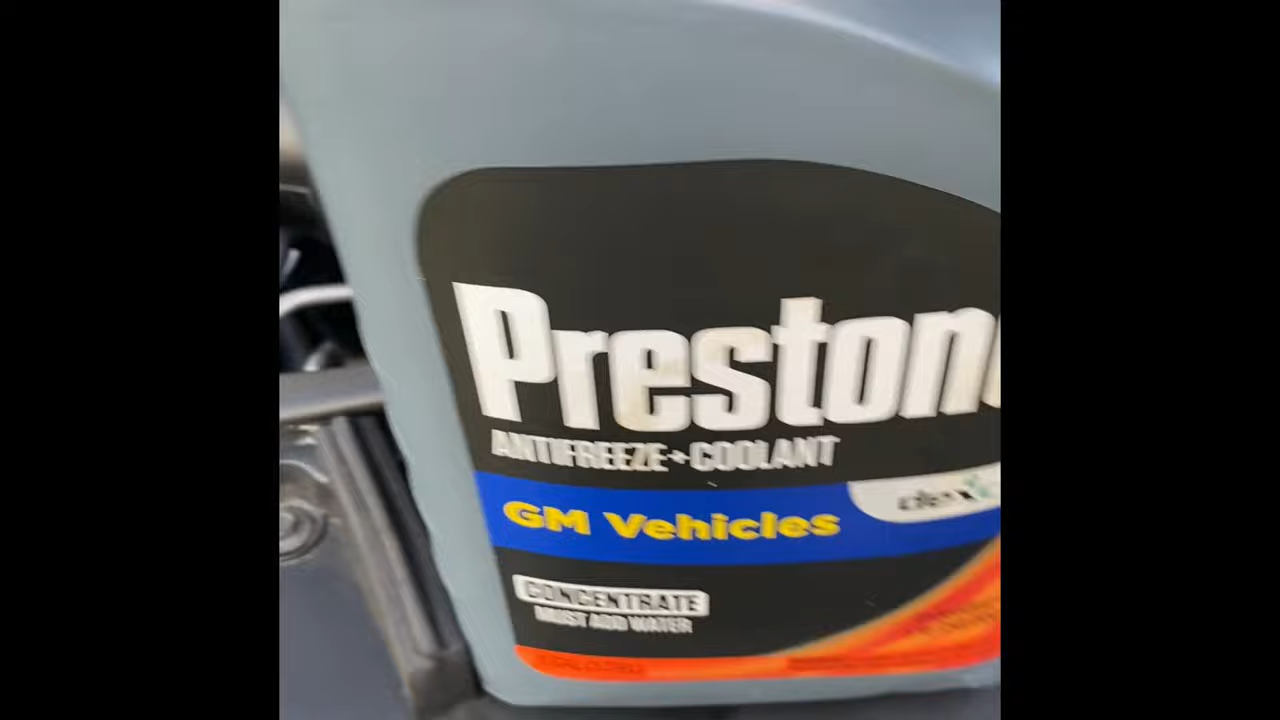 Preston
ANTIFREEZE+COOLANT
GM Vehicles
CONCENTRATE
MUST ADD WATER